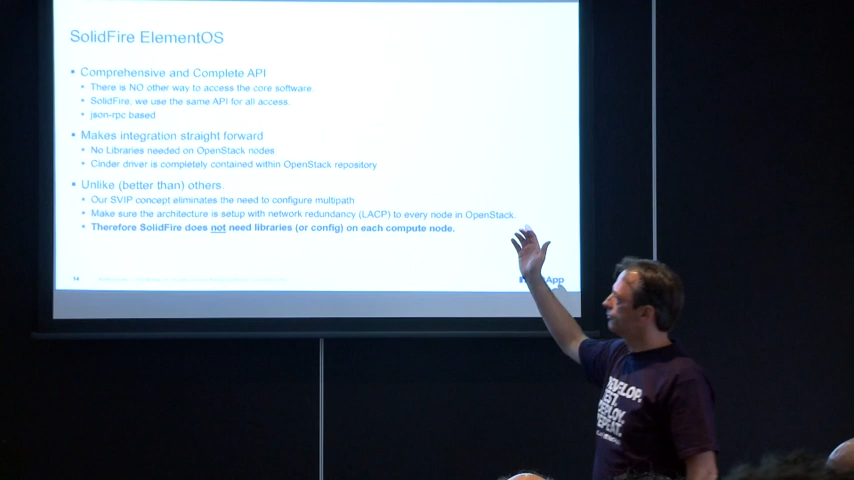 SolidFire ElementOS
Comprehensive and Complete API
There is NO other way to access the core software.
SolidFire, we use the same API for all access.
json-rpc based
Makes integration straight forward
No Libraries needed on OpenStack nodes
Cinder driver is completely contained within OpenStack repository
Unlike (better than) others.
Our SVIP concept eliminates the need to configure multipath
Make sure the architecture is setup with network redundancy (LACP) to every node in OpenStack.
Therefore SolidFire does not need libraries (or config) on each compute node.
14
App
DEVELOP.
TEST.
DEPLOY.
REPEAT.